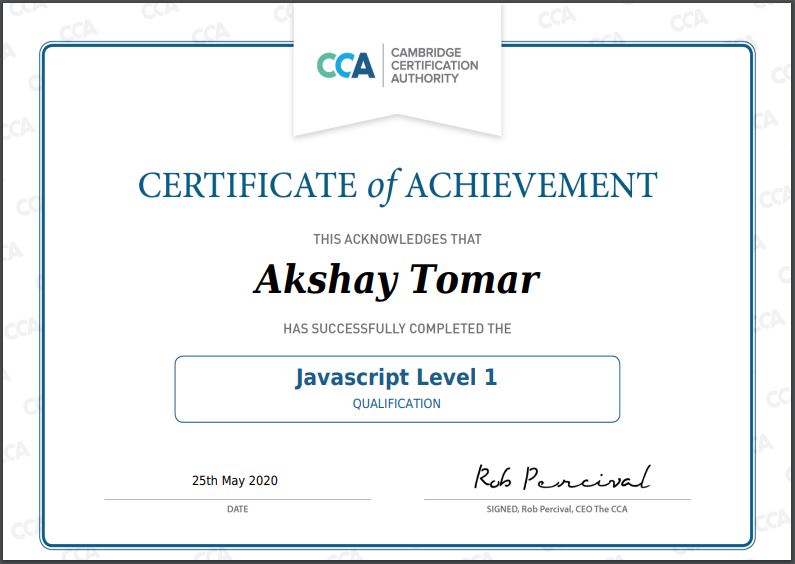 CCA
CAMBRIDGE
CERTIFICATION
AUTHORITY
CERTIFICATE of ACHIEVEMENT
THIS ACKNOWLEDGES THAT
Akshay Tomar
HAS SUCCESSFULLY COMPLETED THE
Javascript Level 1
QUALIFICATION
25th May 2020
Rob Percival
DATE
SIGNED, Rob Percival, CEO The CCA